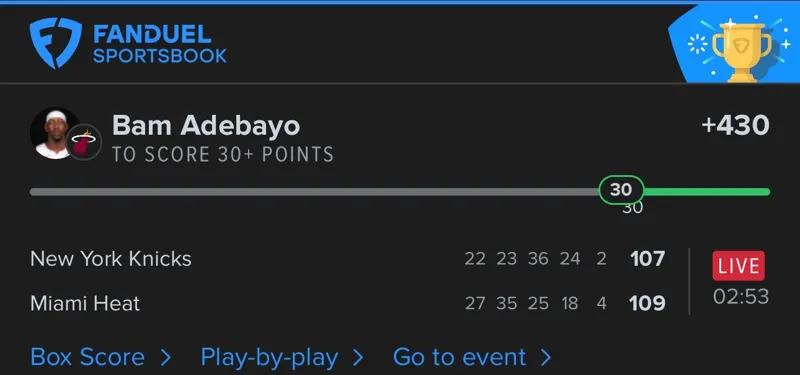 FANDUEL
SPORTSBOOK
Bam Adebayo +430
TO SCORE 30+ POINTS
30
30
New York Knicks 22 23 36 24 2 107
LIVE
Miami Heat 27 35 25 18 4 109
02:53
Box Score > Play-by-play > Go to event >